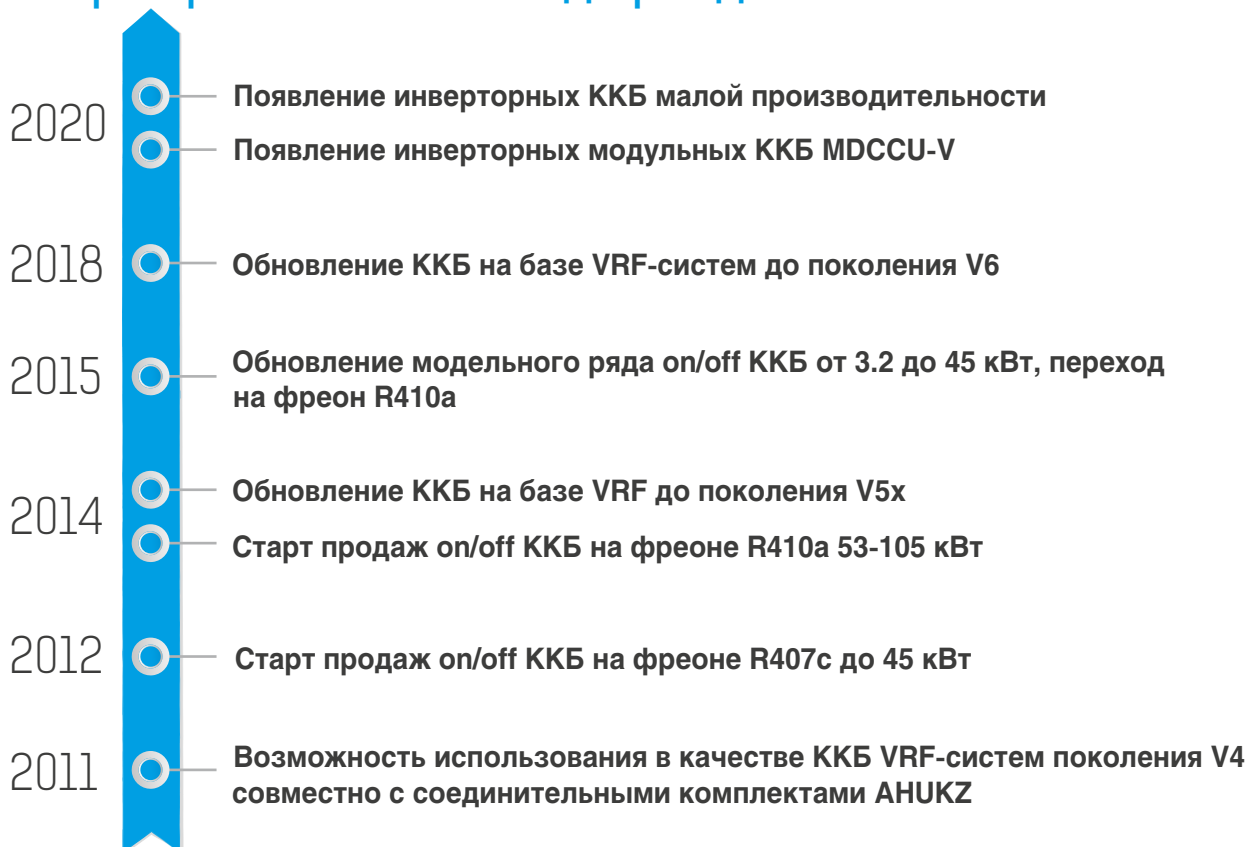 2020
Появление инверторных ККБ малой производительности
Появление инверторных модульных ККБ MDCCU-V
2018
Обновление ККБ на базе VRF-систем до поколения V6
2015
Обновление модельного ряда on/off ККБ от 3.2 до 45 кВт, переход
на фреон R410a
2014
Обновление ККБ на базе VRF до поколения V5x
Старт продаж on/off ККБ на фреоне R410a 53-105 кВт
2012
Старт продаж on/off ККБ на фреоне R407c до 45 кВт
2011
Возможность использования в качестве ККБ VRF-систем поколения V4
совместно с соединительными комплектами AHUKZ